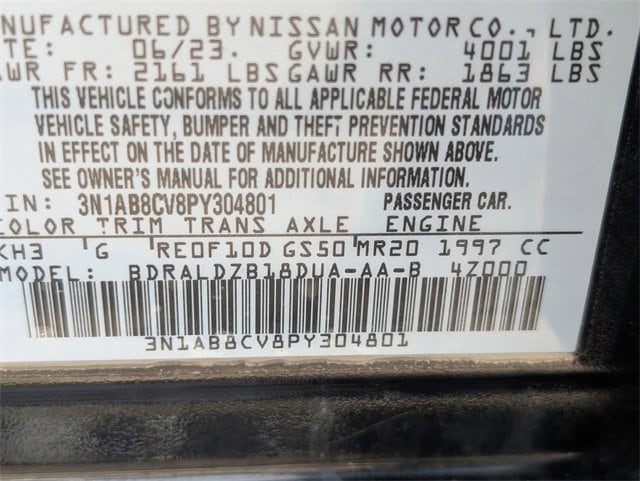 NUFACTURED BY NISSAN MOTOR CO., LTD.
TE: 06/23. GVWR: 4001 LBS
WR FR: 2161 LBS GAWR RR: 1863 LBS
THIS VEHICLE CONFORMS TO ALL APPLICABLE FEDERAL MOTOR
VEHICLE SAFETY, BUMPER AND THEFT PREVENTION STANDARDS
IN EFFECT ON THE DATE OF MANUFACTURE SHOWN ABOVE.
SEE OWNER'S MANUAL FOR ADDITIONAL INFORMATION.
IN: 3N1AB8CV8PY304801 PASSENGER CAR.
COLOR TRIM TRANS AXLE ENGINE
KH3 G RE0F10D GS50 MR20 1997 CC
MODEL: BDRALDZB18DUA-AA-B 4Z000
3N1AB8CV8PY304801